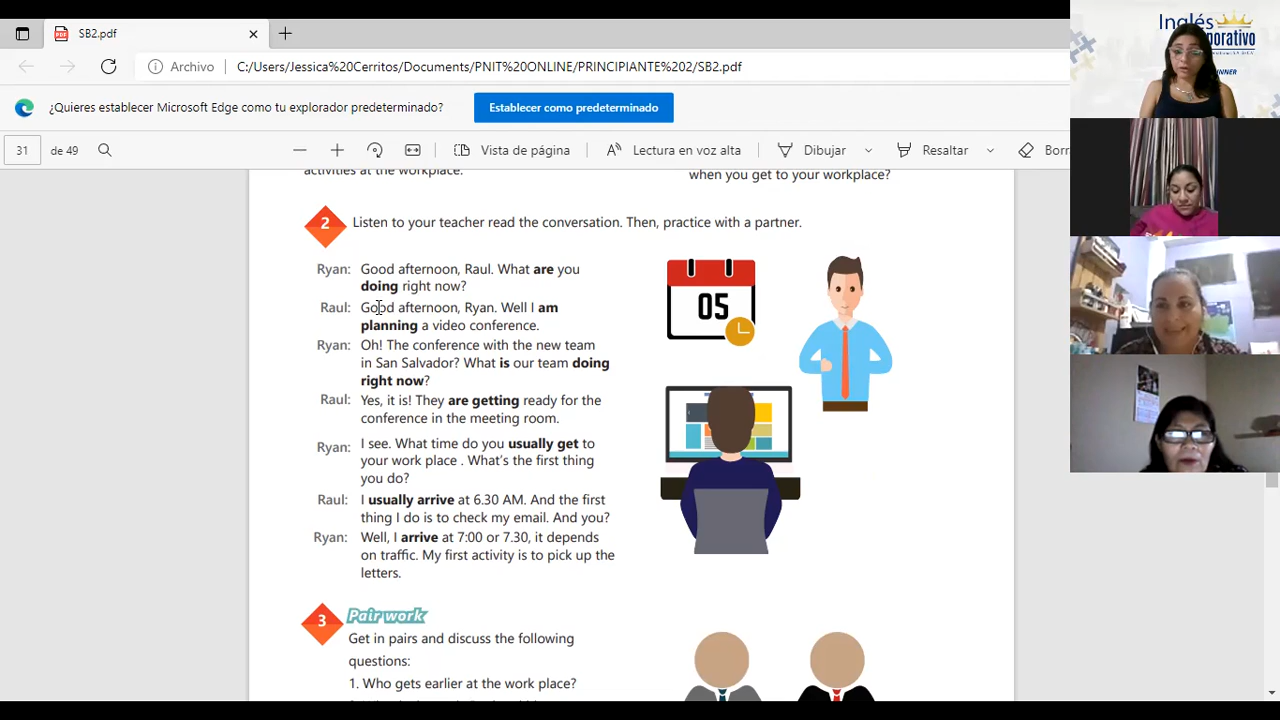 SB2.pdf
Archivo
C:/Users/Jessica%20Cerritos/Documents/PNIT%20ONLINE/PRINCIPIANTE%202/SB2.pdf
¿Quieres establecer Microsoft Edge como tu explorador predeterminado?
Establecer como predeterminado
31 de 49
Vista de página
Lectura en voz alta
Dibujar
Resaltar
Borr
activities at the workplace.
when you get to your workplace?
2 Listen to your teacher read the conversation. Then, practice with a partner.
Ryan: Good afternoon, Raul. What are you
doing right now?
Raul: Good afternoon, Ryan. Well I am
planning a video conference.
Ryan: Oh! The conference with the new team
in San Salvador? What is our team doing
right now?
Raul: Yes, it is! They are getting ready for the
conference in the meeting room.
Ryan: I see. What time do you usually get to
your work place . What's the first thing
you do?
Raul: I usually arrive at 6.30 AM. And the first
thing I do is to check my email. And you?
Ryan: Well, I arrive at 7:00 or 7.30, it depends
on traffic. My first activity is to pick up the
letters.
05
3 Pair work
Get in pairs and discuss the following
questions:
1. Who gets earlier at the work place?
Inglés